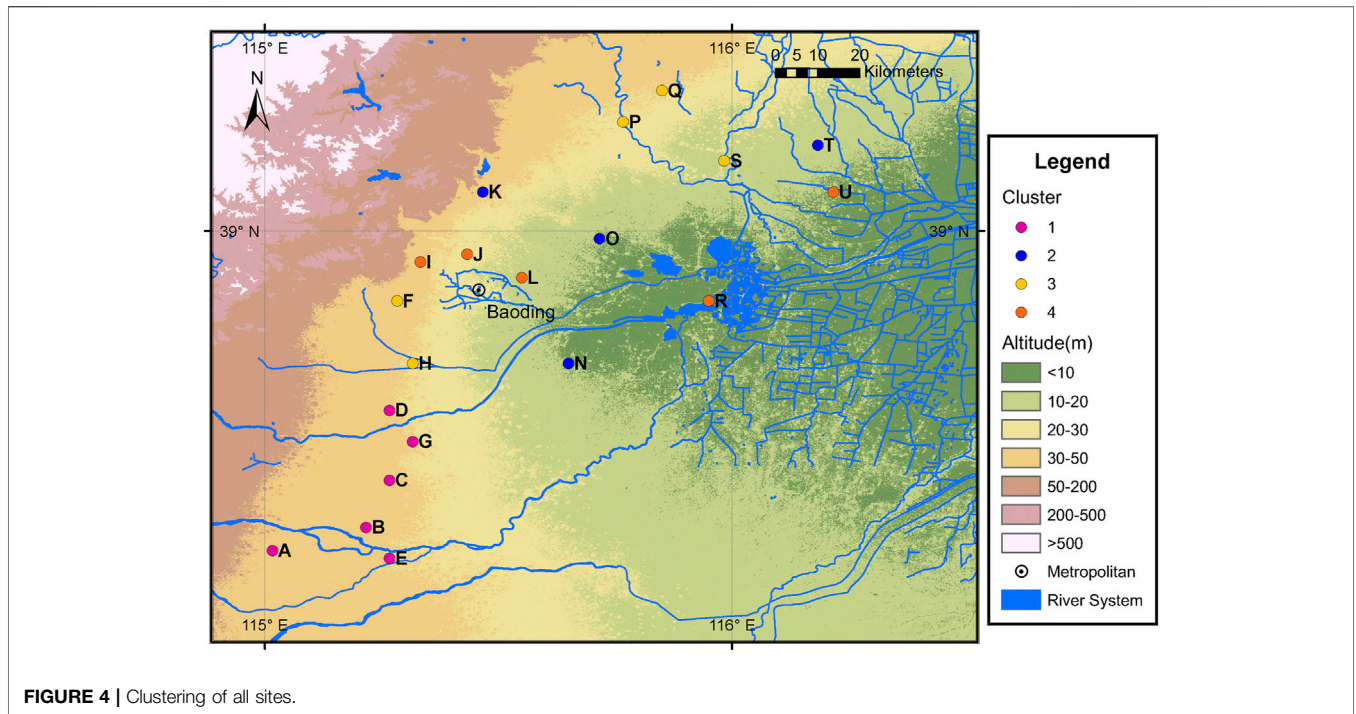 115° E
116° E
0 5 10 20
Kilometers
N
Q
P
T
S
K
U
39° N
39° N
O
J
I
L
F
R
Baoding
H
N
D
G
C
B
A
E
115° E
116° E
Legend
Cluster
1
2
3
4
Altitude(m)
<10
10-20
20-30
30-50
50-200
200-500
>500
Metropolitan
River System
FIGURE 4 | Clustering of all sites.